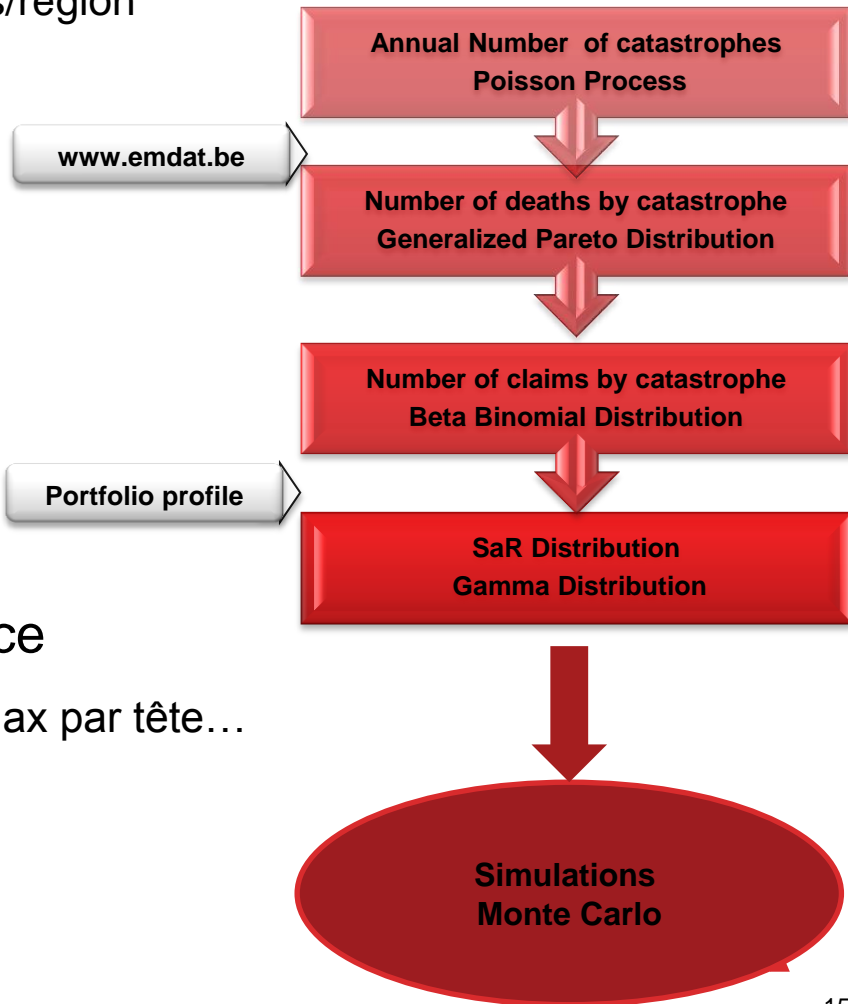 s/région
Annual Number of catastrophes
Poisson Process
www.emdat.be
Number of deaths by catastrophe
Generalized Pareto Distribution
Number of claims by catastrophe
Beta Binomial Distribution
Portfolio profile
SaR Distribution
Gamma Distribution
ce
ax par tête…
Simulations
Monte Carlo
15